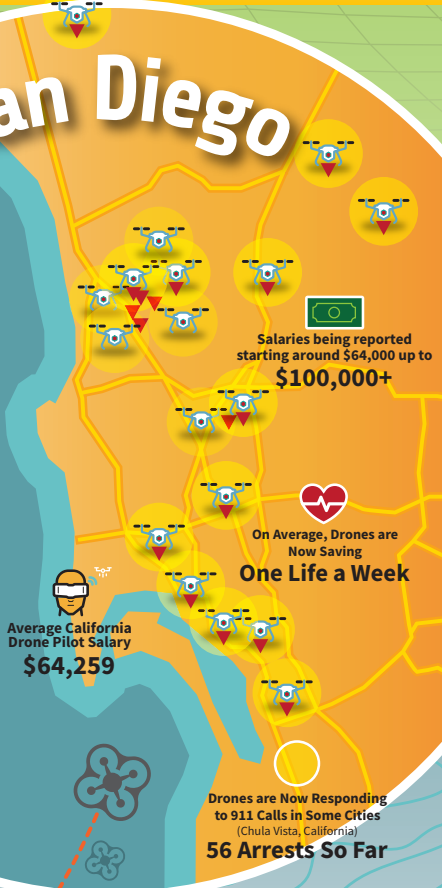 an Diego
Salaries being reported
starting around $64,000 up to
$100,000+
On Average, Drones are
Now Saving
One Life a Week
Average California
Drone Pilot Salary
$64,259
Drones are Now Responding
to 911 Calls in Some Cities
(Chula Vista, California)
56 Arrests So Far